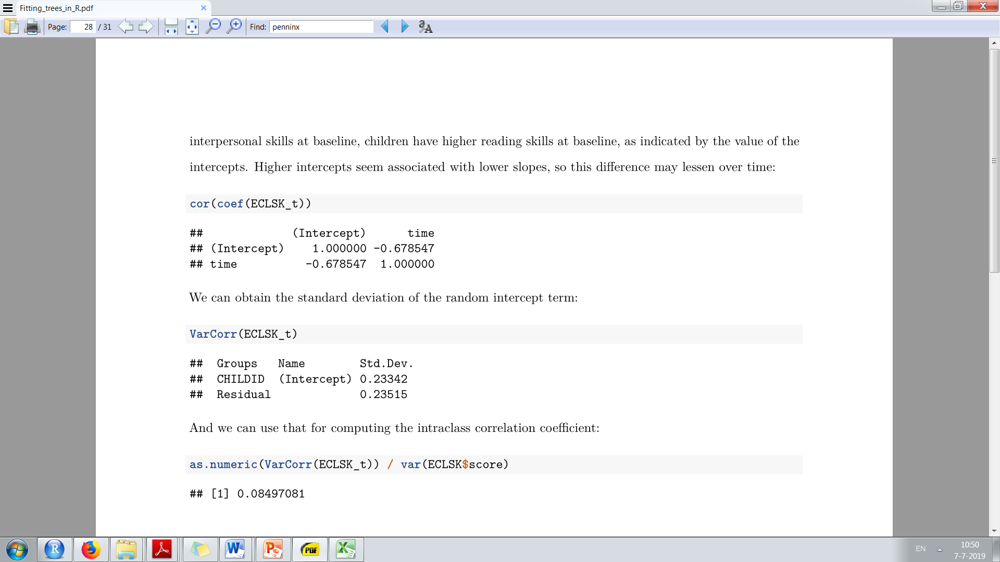 Fitting_trees_in_R.pdf
Page: 28 / 31 Find: penninx
interpersonal skills at baseline, children have higher reading skills at baseline, as indicated by the value of the
intercepts. Higher intercepts seem associated with lower slopes, so this difference may lessen over time:
cor(coef(ECLSK_t))
## (Intercept) time
## (Intercept) 1.000000 -0.678547
## time -0.678547 1.000000
We can obtain the standard deviation of the random intercept term:
VarCorr(ECLSK_t)
## Groups Name Std.Dev.
## CHILDID (Intercept) 0.23342
## Residual 0.23515
And we can use that for computing the intraclass correlation coefficient:
as.numeric(VarCorr(ECLSK_t)) / var(ECLSK$score)
## [1] 0.08497081
EN
10:50
7-7-2019